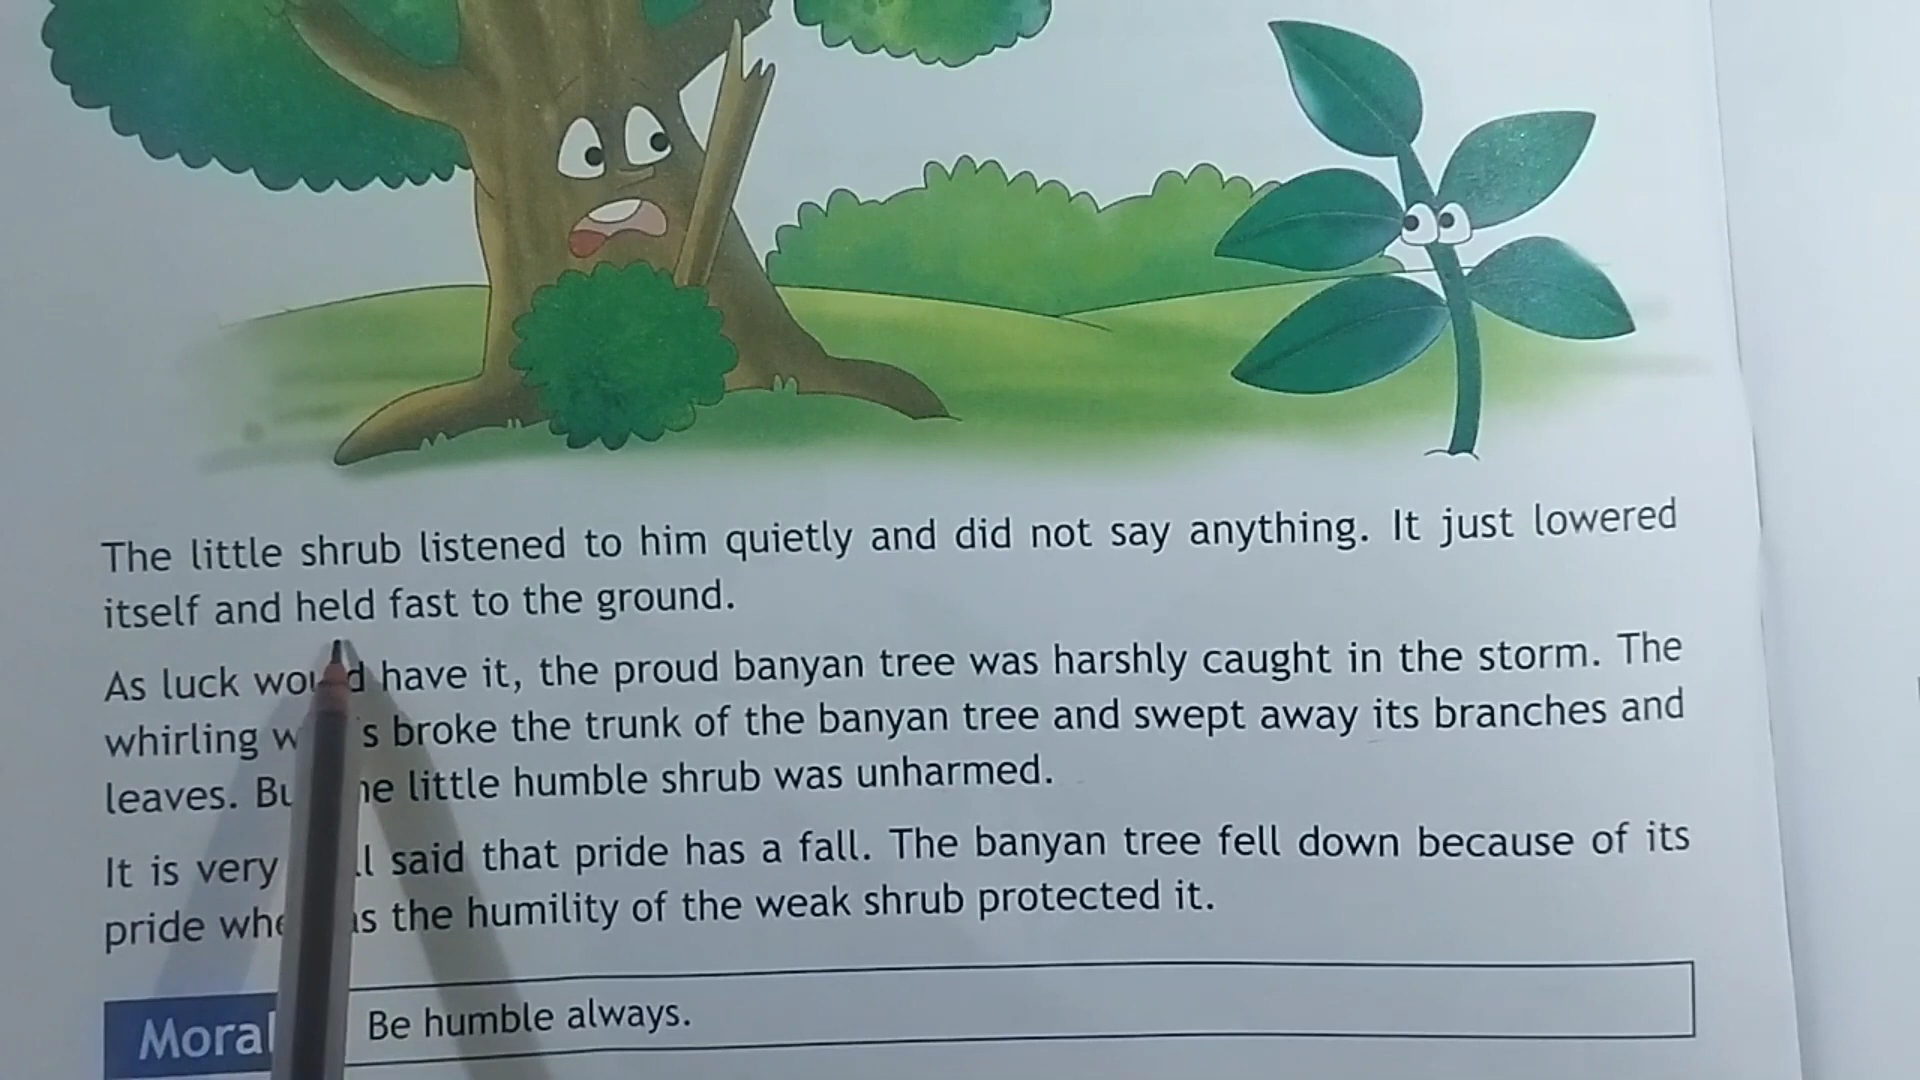 The little shrub listened to him quietly and did not say anything. It just lowered
itself and held fast to the ground.
As luck would have it, the proud banyan tree was harshly caught in the storm. The
whirling broke the trunk of the banyan tree and swept away its branches and
leaves. little humble shrub was unharmed.
It is very said that pride has a fall. The banyan tree fell down because of its
pride the humility of the weak shrub protected it.
Moral
Be humble always.